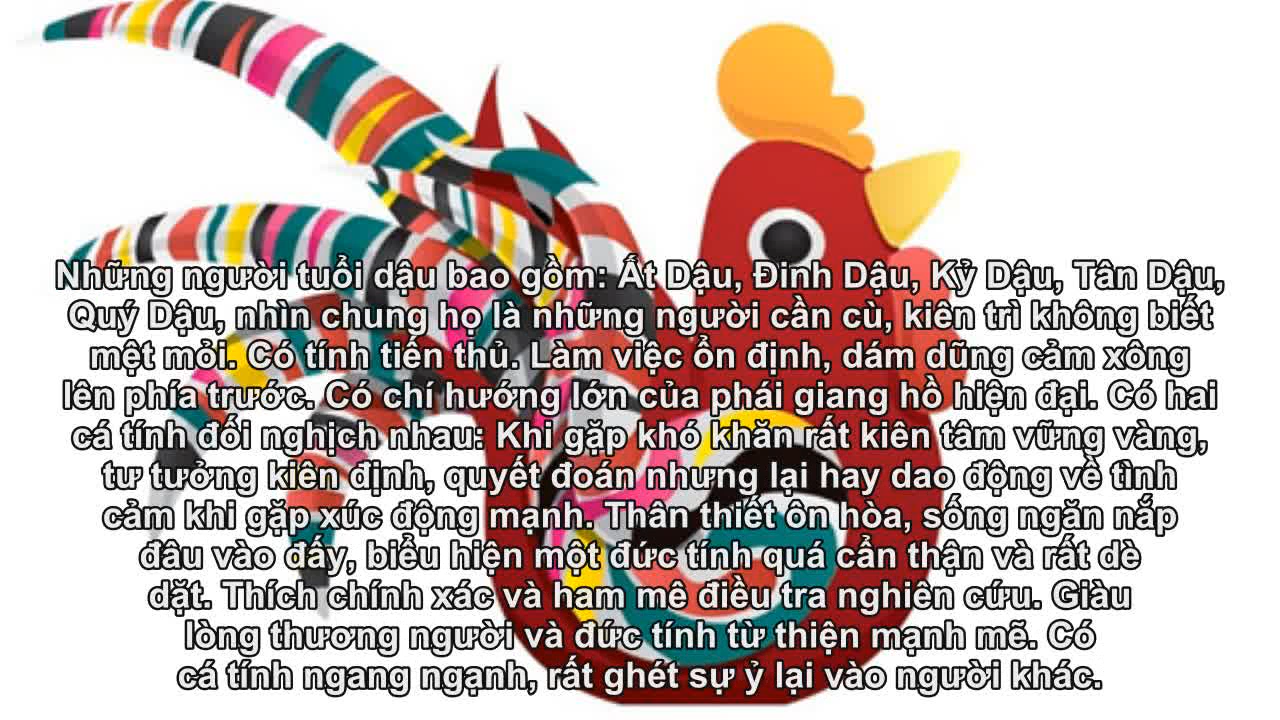 Những người tuổi dậu bao gồm: Ất Dậu, Đinh Dậu, Kỷ Dậu, Tân Dậu,
Quý Dậu, nhìn chung họ là những người cần cù, kiên trì không biết
mệt mỏi. Có tính tiến thủ. Làm việc ổn định, dám dũng cảm xông
lên phía trước. Có chí hướng lớn của phái giang hồ hiện đại. Có hai
cá tính đối nghịch nhau: Khi gặp khó khăn rất kiên tâm vững vàng,
tư tưởng kiên định, quyết đoán nhưng lại hay dao động về tình
cảm khi gặp xúc động mạnh. Thân thiết ôn hòa, sống ngăn nắp
đâu vào đấy, biểu hiện một đức tính quá cẩn thận và rất dè
dặt. Thích chính xác và ham mê điều tra nghiên cứu. Giàu
lòng thương người và đức tính từ thiện mạnh mẽ. Có
cá tính ngang ngạnh, rất ghét sự ỷ lại vào người khác.